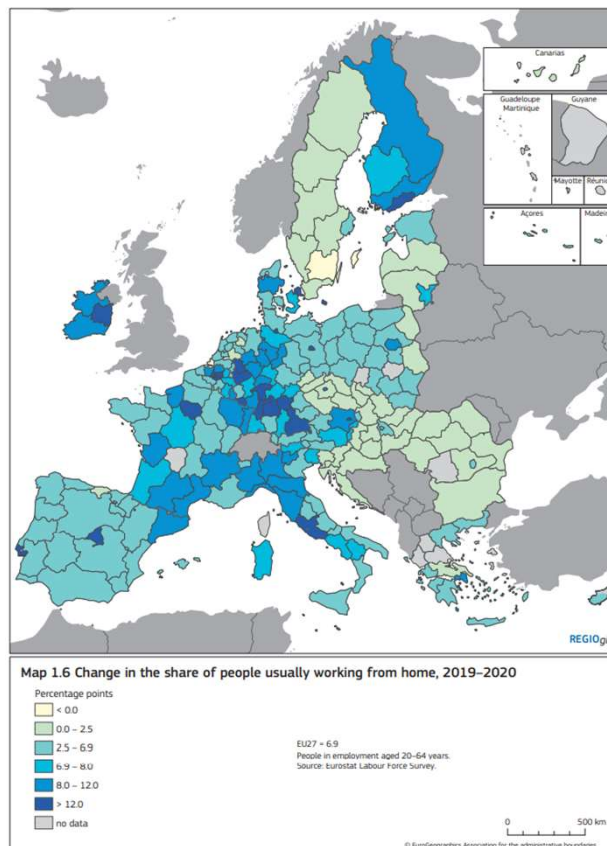 Canarias
Guadeloupe
Martinique
Guyane
Mayotte
Réunio
Açores
Madei
REGIOg
Map 1.6 Change in the share of people usually working from home, 2019–2020
Percentage points
< 0.0
0.0 – 2.5
2.5 – 6.9
6.9 – 8.0
8.0 – 12.0
> 12.0
no data
EU27 = 6.9
People in employment aged 20–64 years.
Source: Eurostat Labour Force Survey.
0 500 km
© EuroGeographics Association for the administrative boundaries